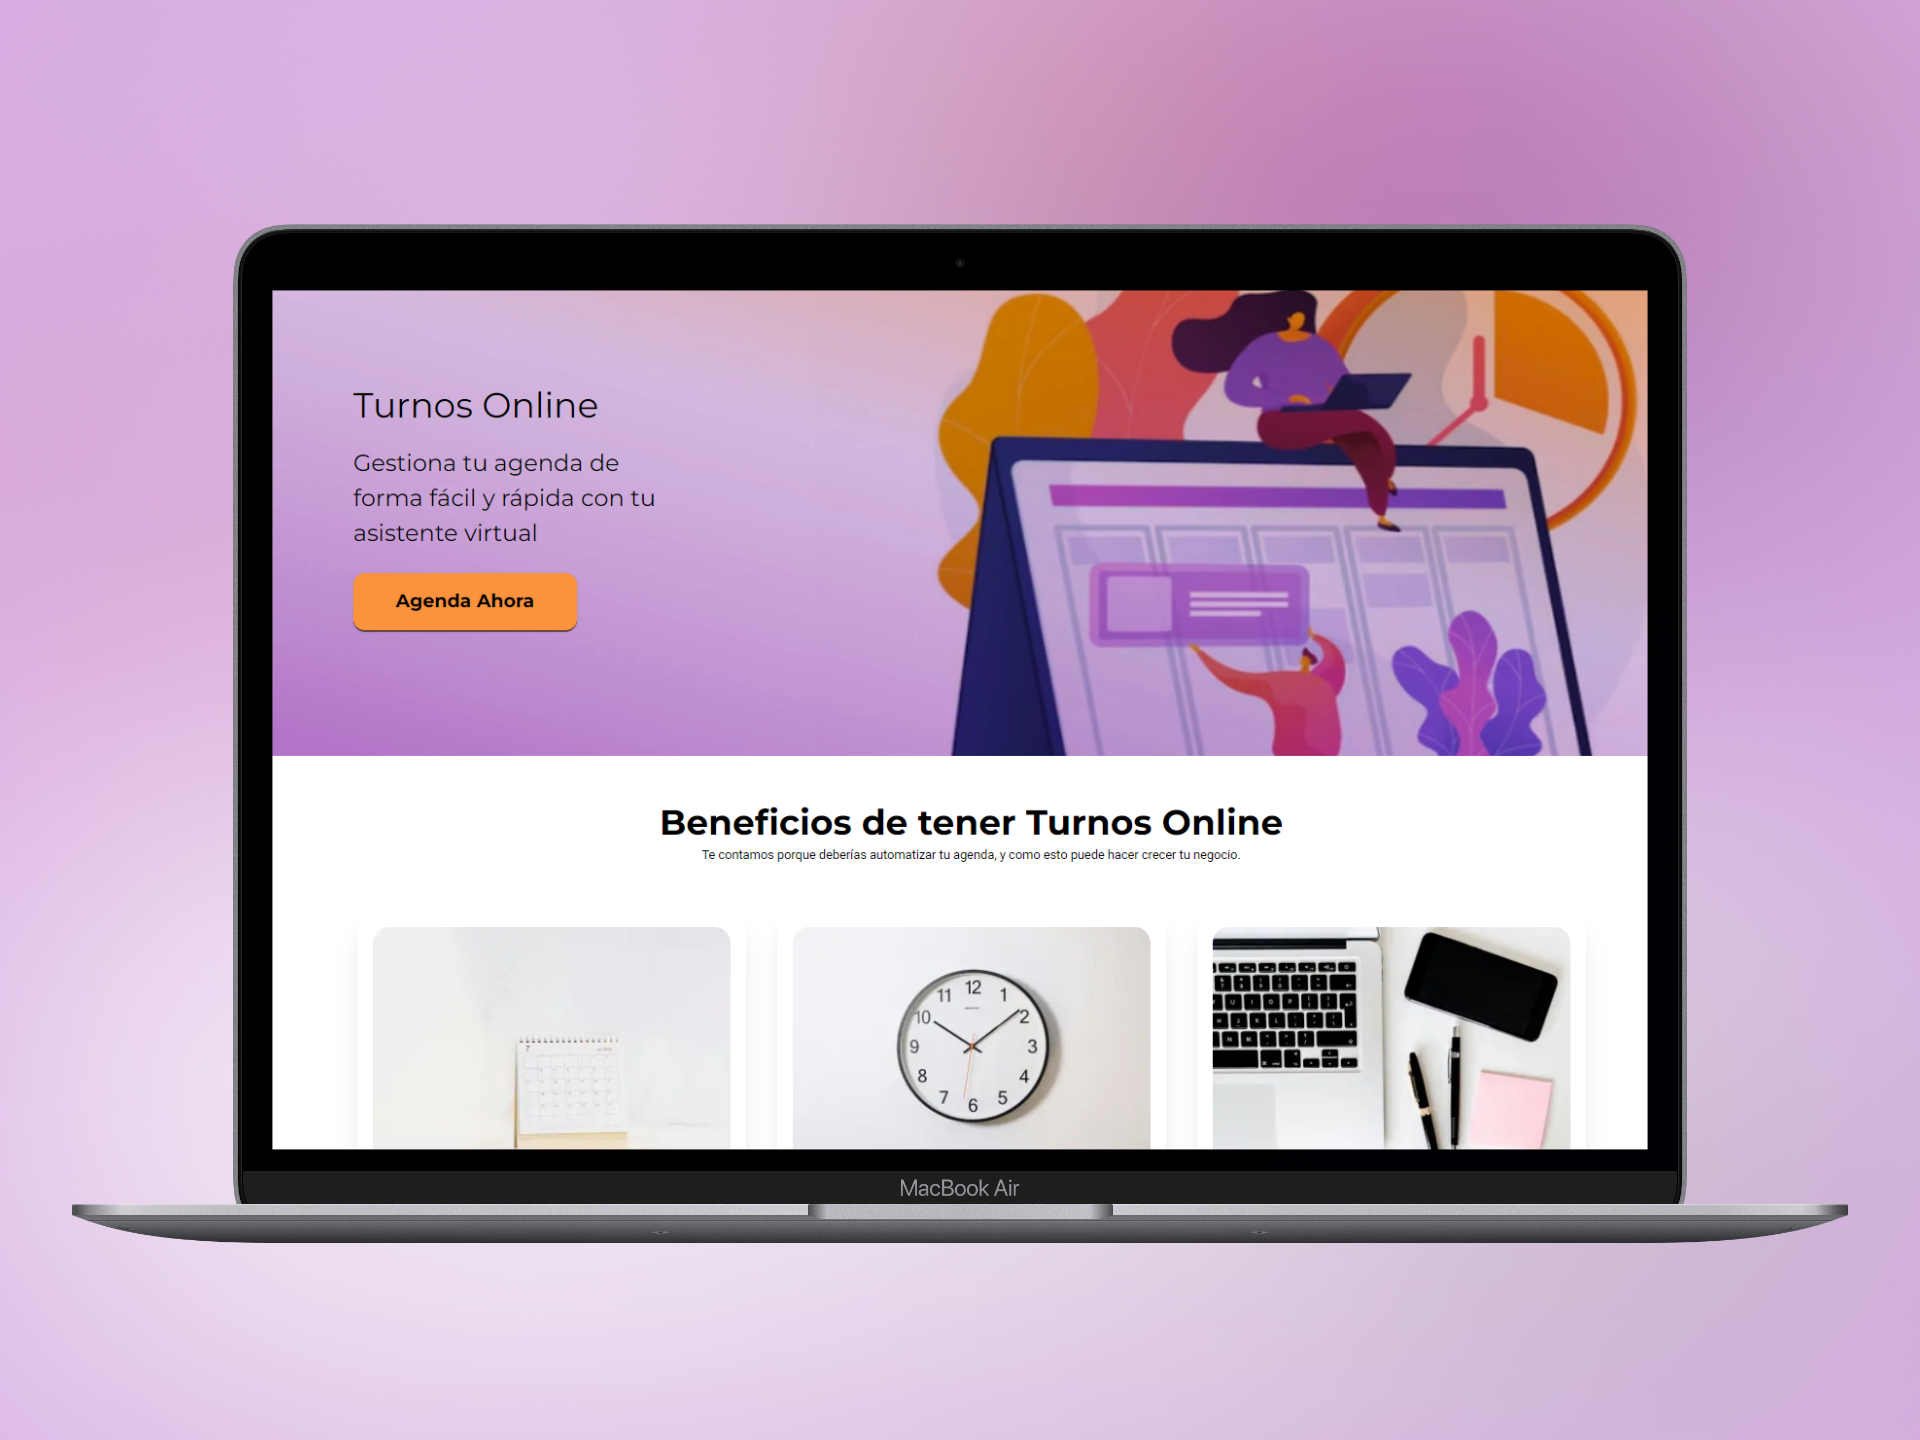 Turnos Online
Gestiona tu agenda de
forma fácil y rápida con tu
asistente virtual
Agenda Ahora
Beneficios de tener Turnos Online
Te contamos porque deberías automatizar tu agenda, y como esto puede hacer crecer tu negocio.
7
12
11 1
10 2
9 3
8 4
7 5
6
U I O P
J K L
N M
MacBook Air